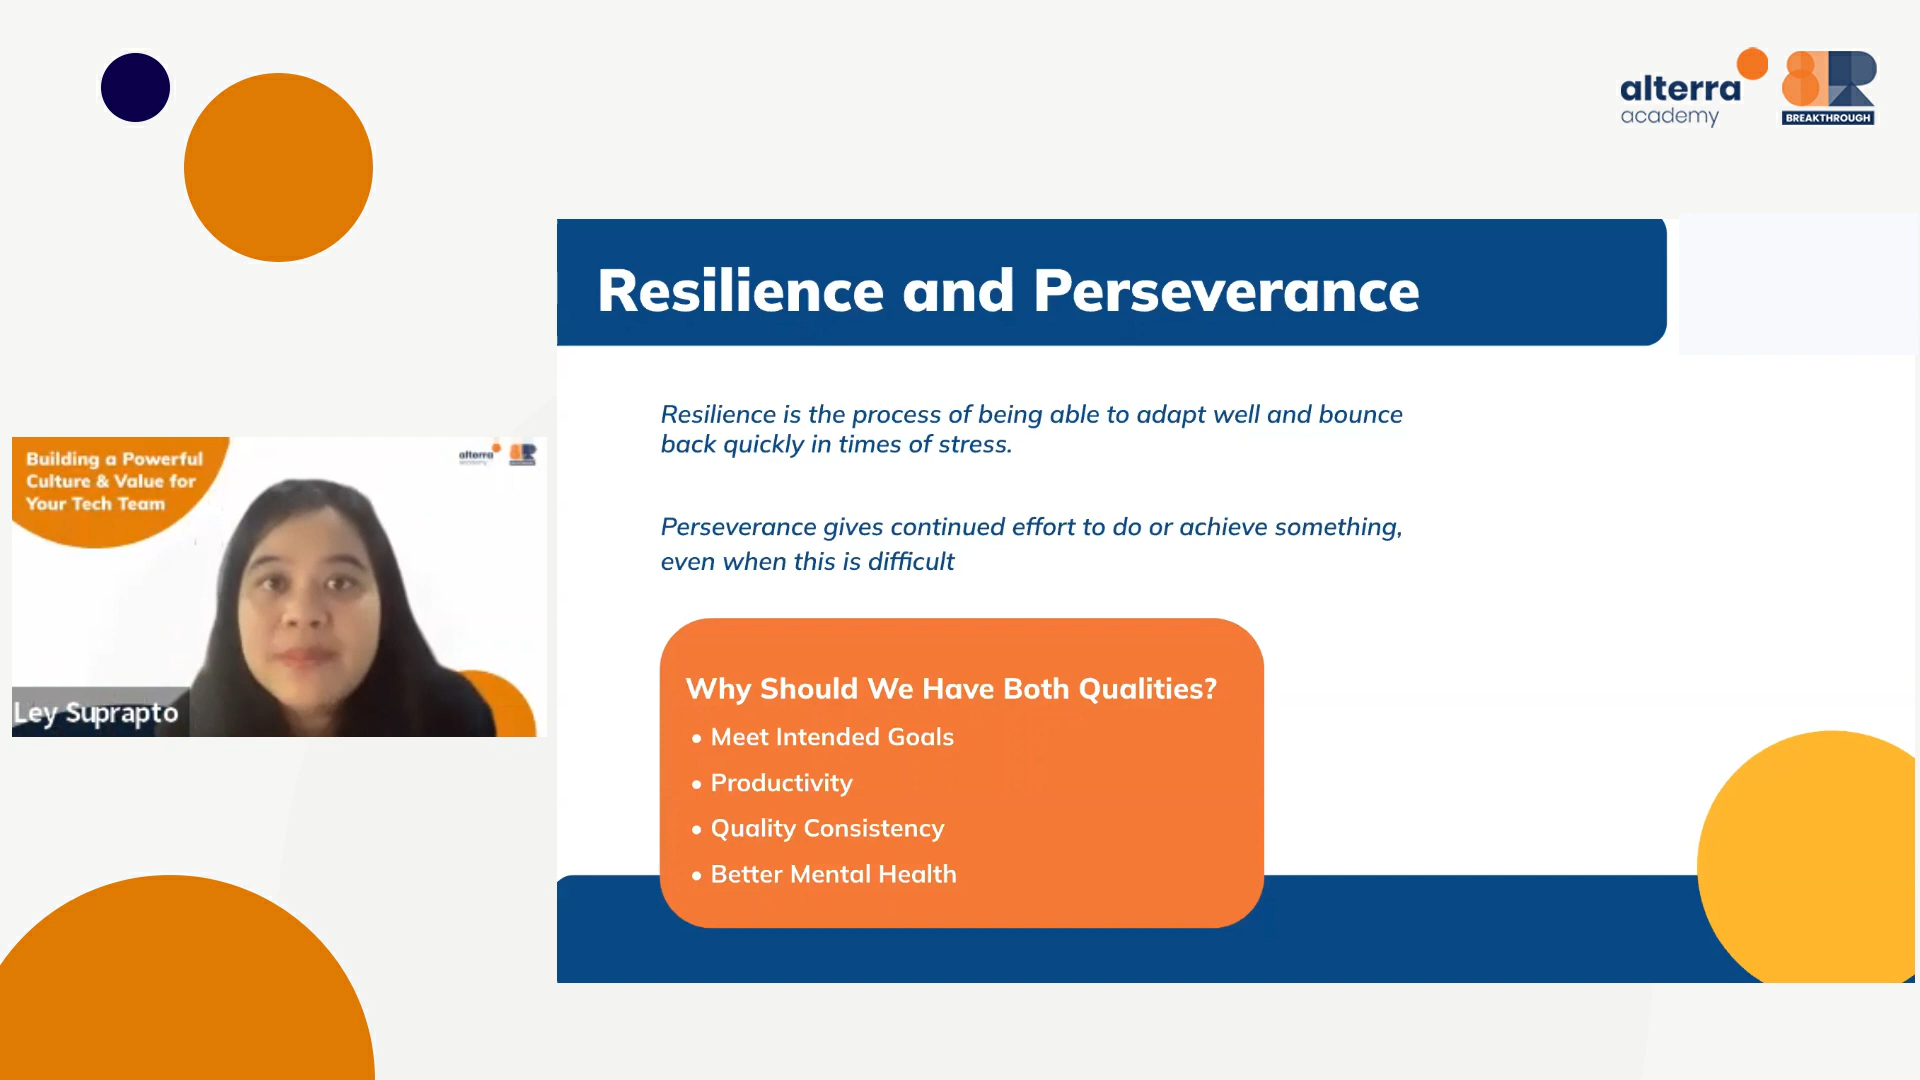 alterra
academy
BREAKTHROUGH
Resilience and Perseverance
Resilience is the process of being able to adapt well and bounce
back quickly in times of stress.
Perseverance gives continued effort to do or achieve something,
even when this is difficult
Why Should We Have Both Qualities?
• Meet Intended Goals
• Productivity
• Quality Consistency
• Better Mental Health
Building a Powerful
Culture & Value for
Your Tech Team
alterra
academy
Ley Suprapto